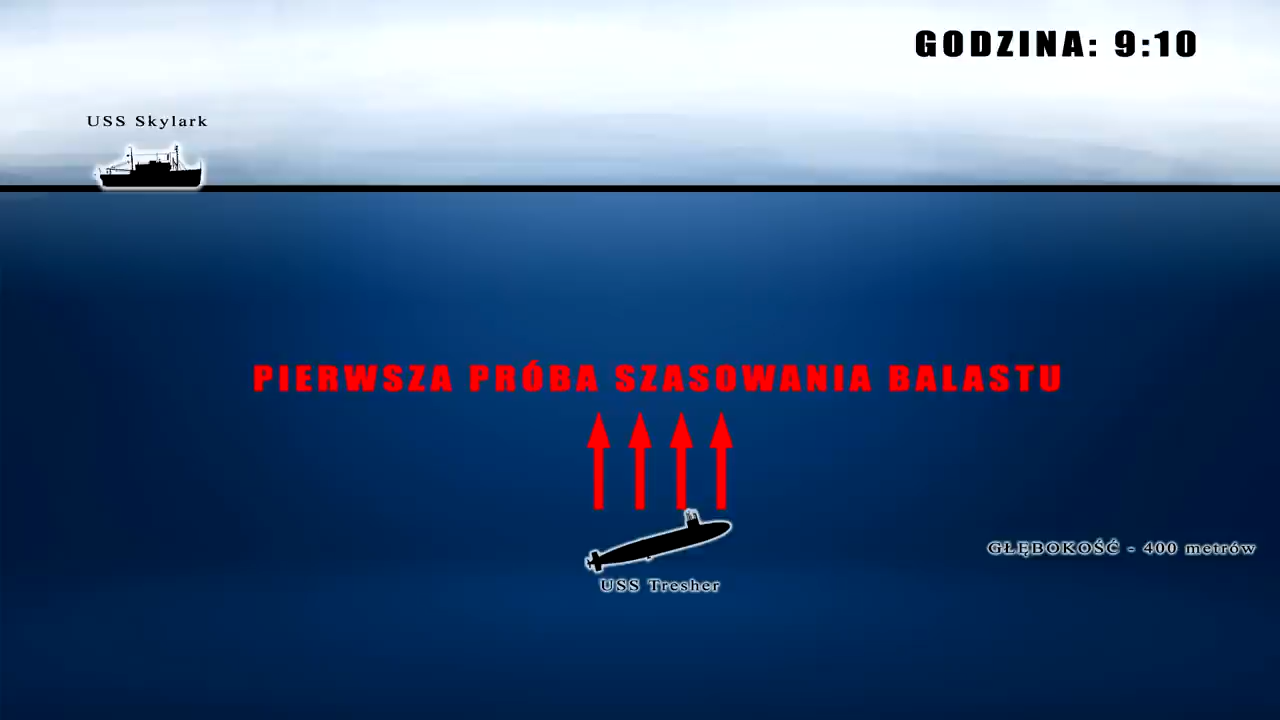 GODZINA: 9:10
USS Skylark
PIERWSZA PRÓBA SZASOWANIA BALASTU
GŁĘBOKOŚĆ - 400 metrów
USS Tresher